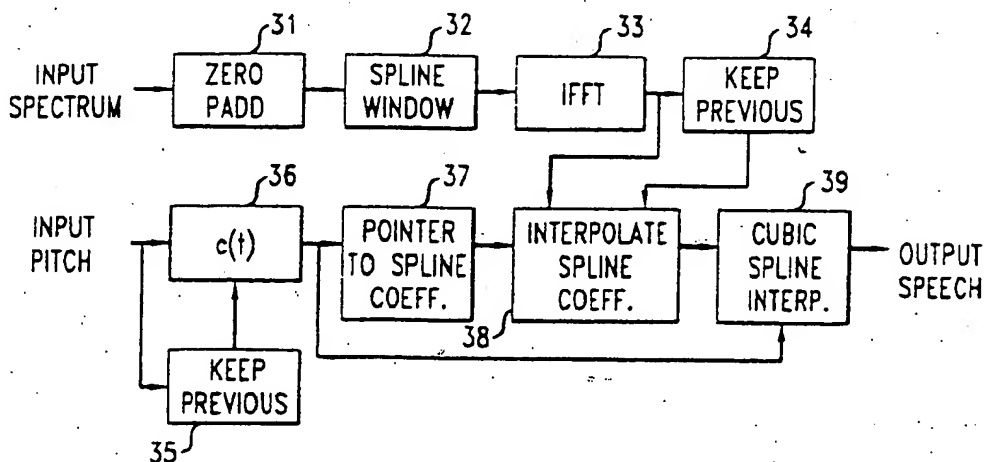 31
32
33
34
INPUT
SPECTRUM
ZERO
PADD
SPLINE
WINDOW
IFFT
KEEP
PREVIOUS
36
37
39
INPUT
PITCH
c(t)
POINTER
TO SPLINE
COEFF.
INTERPOLATE
SPLINE
COEFF.
CUBIC
SPLINE
INTERP.
OUTPUT
SPEECH
38
KEEP
PREVIOUS
35